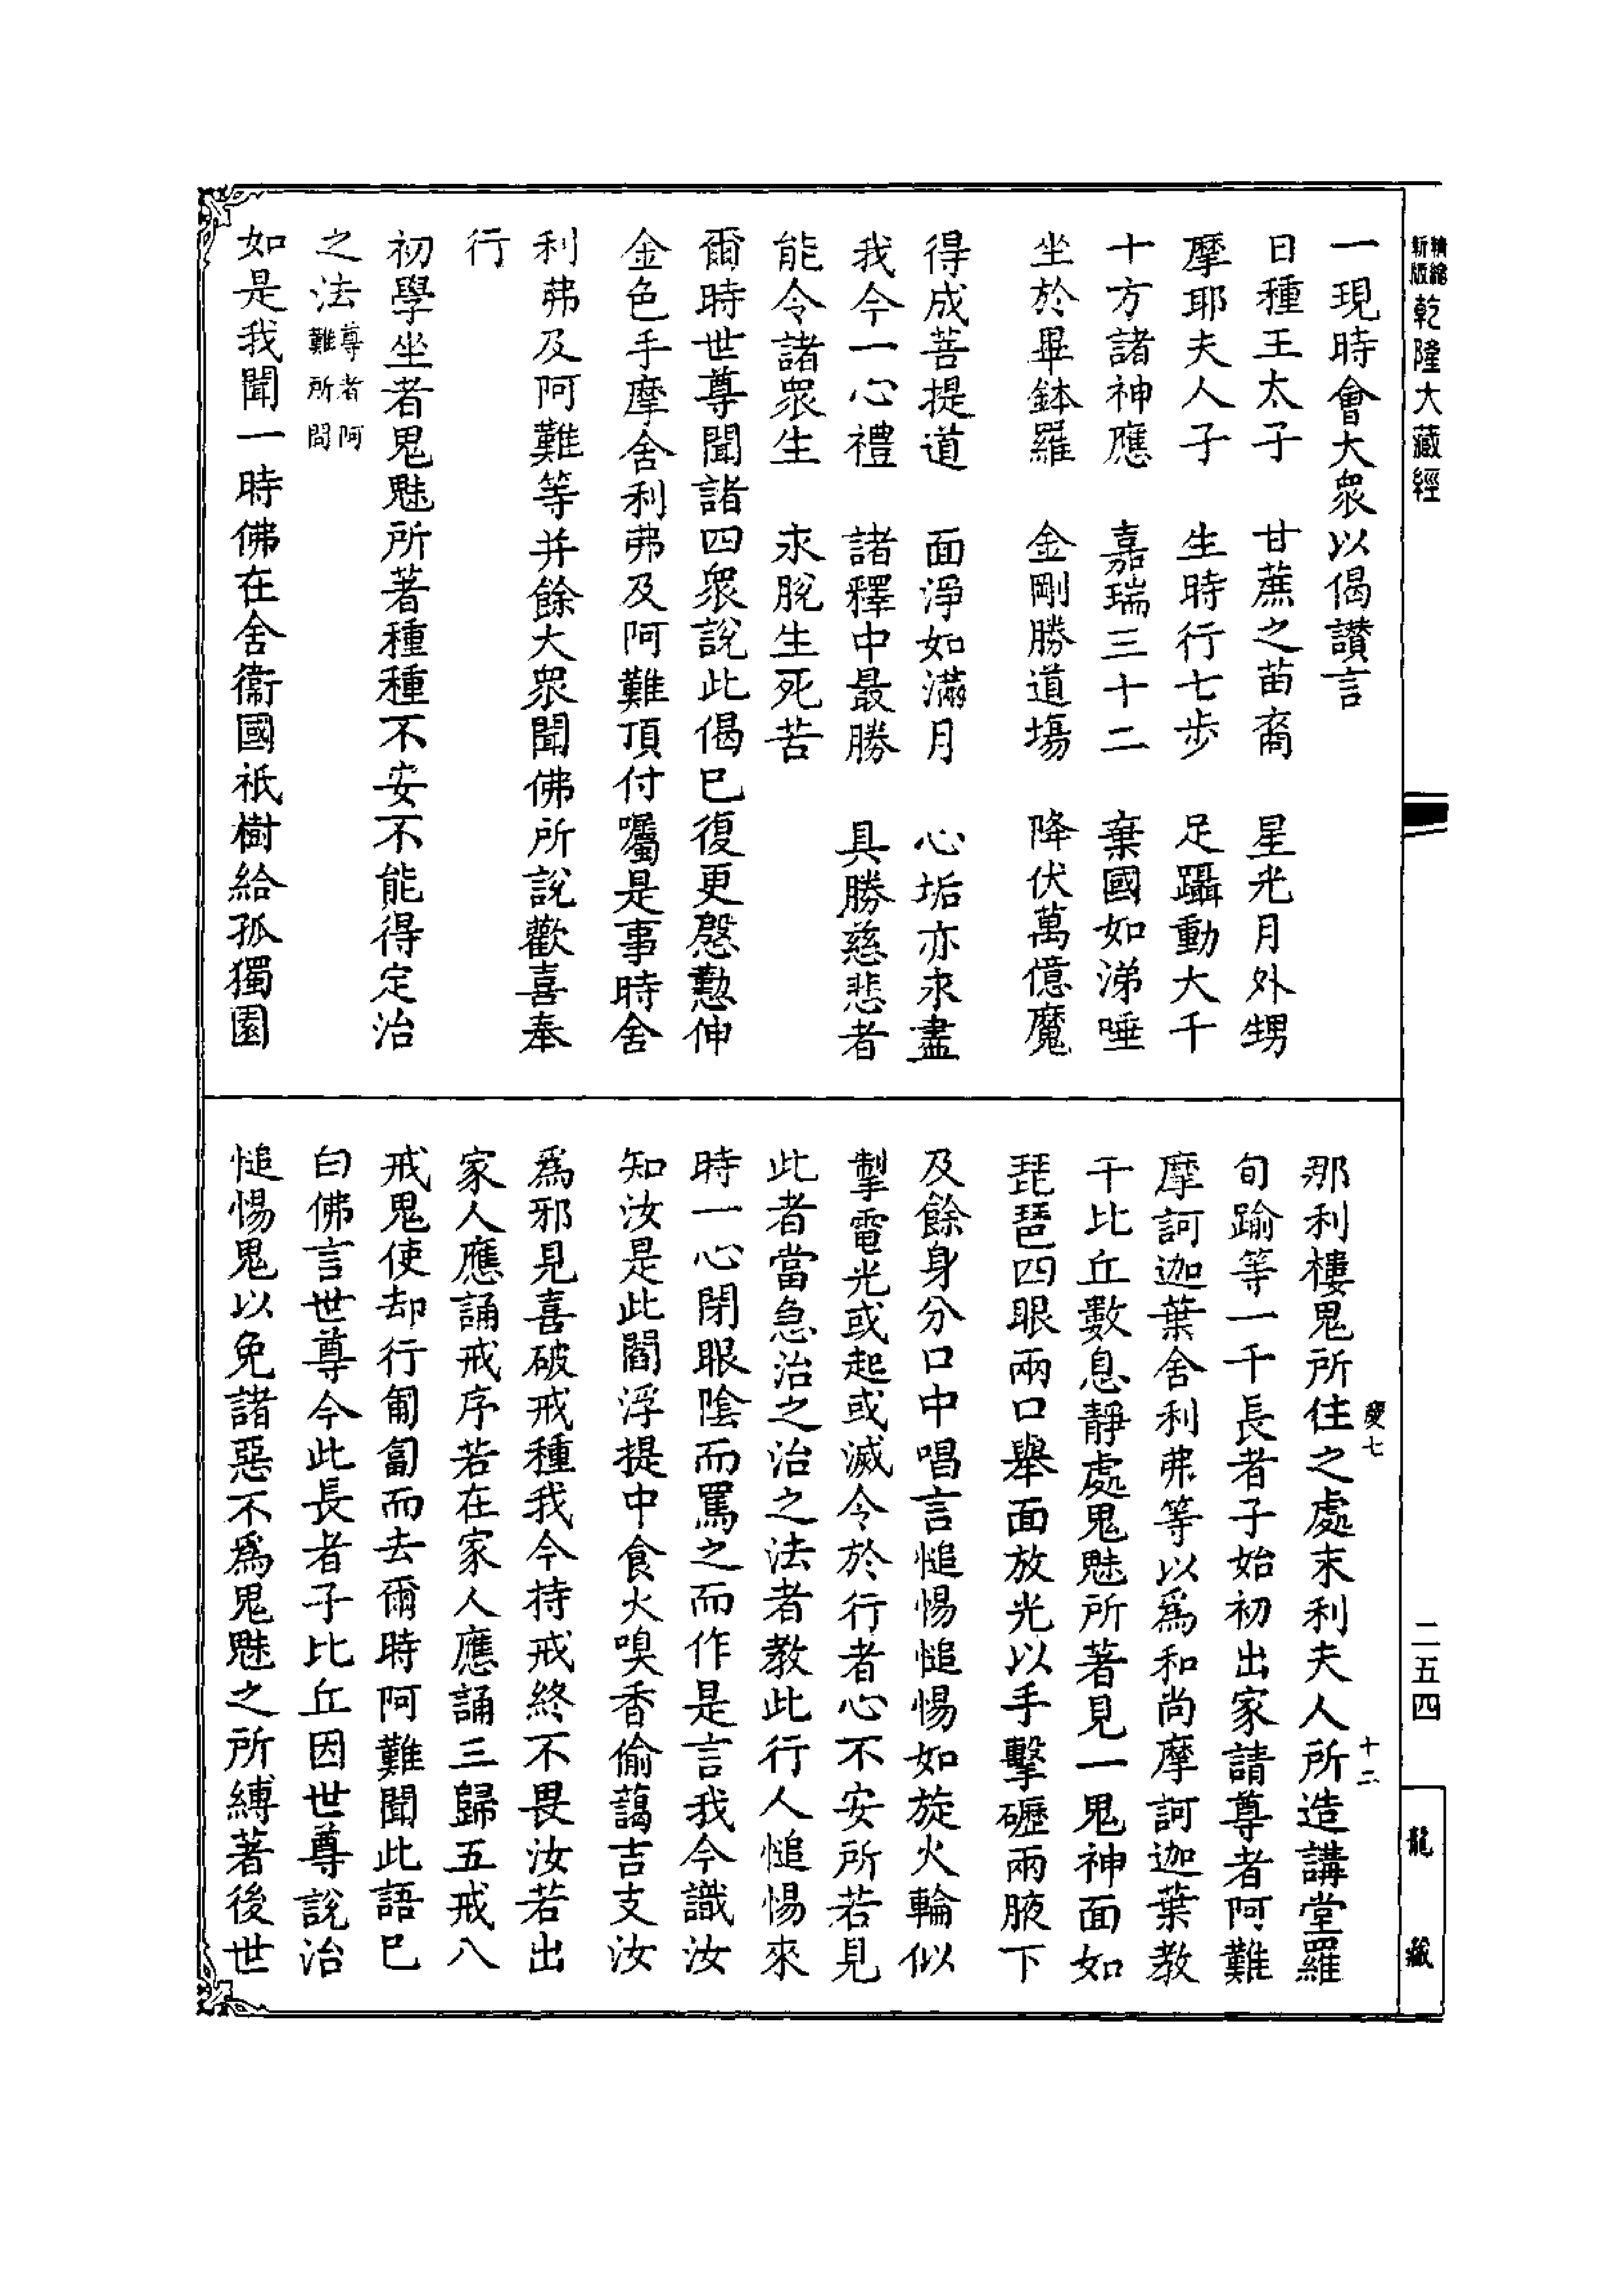 精縮新版乾隆大藏經
一現時會大衆以偈讃言
日種王太子　甘蔗之苗裔　星光月外甥
摩耶夫人子　生時行七步　足躡動大千
十方諸神應　嘉瑞三十二　棄國如涕唾
坐於畢鉢羅　金剛勝道塲　降伏萬億魔
得成菩提道　面淨如滿月　心垢亦永盡
我今一心禮　諸釋中最勝　具勝慈悲者
能令諸衆生　永脫生死苦
爾時世尊聞諸四衆說此偈已復更慇懃伸
金色手摩舍利弗及阿難頂付囑是事時舍
利弗及阿難等并餘大衆聞佛所說歡喜奉
行
初學坐者鬼魅所著種種不安不能得定治
之法尊者阿難所問
如是我聞一時佛在舍衞國祇樹給孤獨園
慶七
十二
那利樓鬼所住之處末利夫人所造講堂羅
旬踰等一千長者子始初出家請尊者阿難
摩訶迦葉舍利弗等以爲和尚摩訶迦葉教
千比丘數息靜處鬼魅所著見一鬼神面如
琵琶四眼兩口舉面放光以手擊攊兩腋下
及餘身分口中唱言㥨惕㥨惕如旋火輪似
掣電光或起或滅令於行者心不安所若見
此者當急治之治之法者教此行人㥨惕來
時一心閉眼陰而罵之而作是言我今識汝
知汝是此閻浮提中食火嗅香偷臈吉支汝
爲邪見喜破戒種我今持戒終不畏汝若出
家人應誦戒序若在家人應誦三歸五戒八
戒鬼使却行匍匐而去爾時阿難聞此語已
白佛言世尊今此長者子比丘因世尊說治
㥨惕鬼以免諸惡不爲鬼魅之所縛著後世
二五四
龍藏